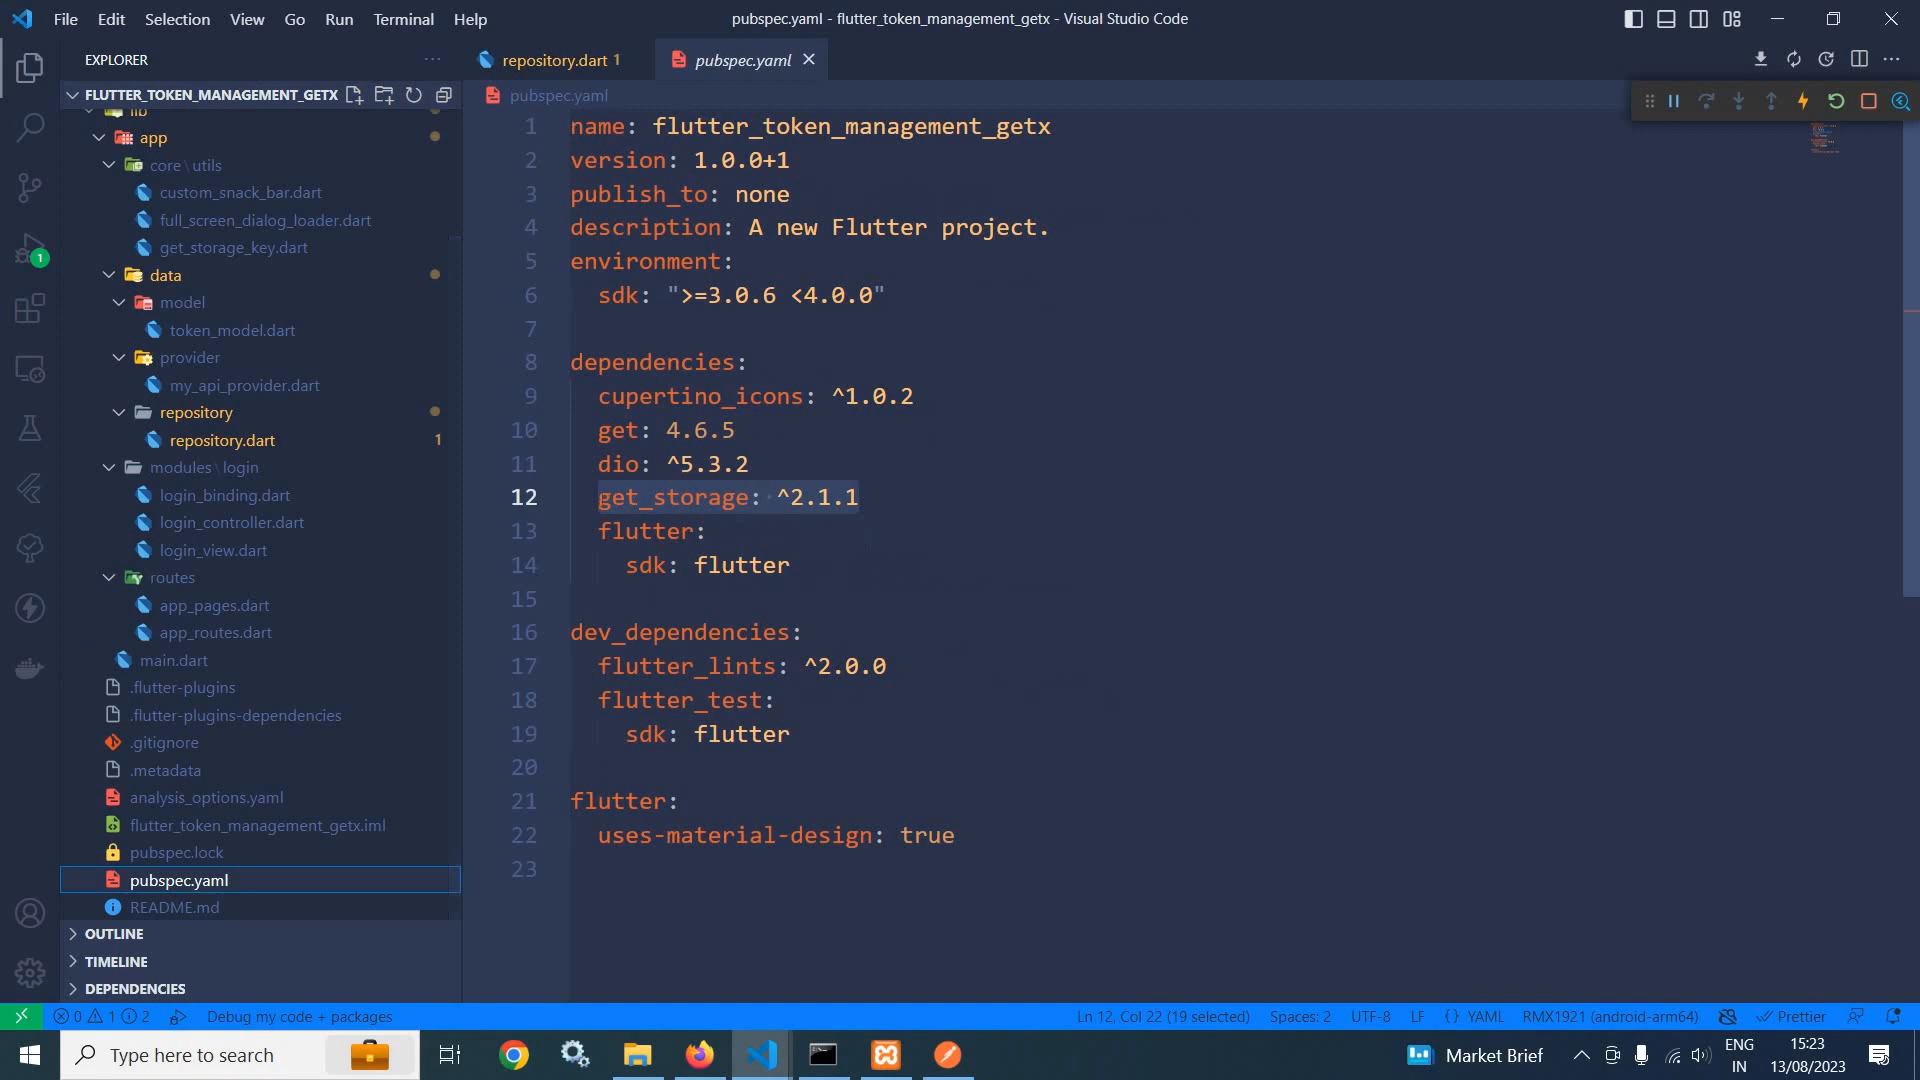 File Edit Selection View Go Run Terminal Help
pubspec.yaml - flutter_token_management_getx - Visual Studio Code
EXPLORER
FLUTTER_TOKEN_MANAGEMENT_GETX
lib
app
core \ utils
custom_snack_bar.dart
full_screen_dialog_loader.dart
get_storage_key.dart
data
model
token_model.dart
provider
my_api_provider.dart
repository
repository.dart 1
modules \ login
login_binding.dart
login_controller.dart
login_view.dart
routes
app_pages.dart
app_routes.dart
main.dart
.flutter-plugins
.flutter-plugins-dependencies
.gitignore
.metadata
analysis_options.yaml
flutter_token_management_getx.iml
pubspec.lock
pubspec.yaml
README.md
OUTLINE
TIMELINE
DEPENDENCIES
1
repository.dart 1
pubspec.yaml
pubspec.yaml
1 name: flutter_token_management_getx
2 version: 1.0.0+1
3 publish_to: none
4 description: A new Flutter project.
5 environment:
6 sdk: ">=3.0.6 <4.0.0"
7
8 dependencies:
9 cupertino_icons: ^1.0.2
10 get: 4.6.5
11 dio: ^5.3.2
12 get_storage: ^2.1.1
13 flutter:
14 sdk: flutter
15
16 dev_dependencies:
17 flutter_lints: ^2.0.0
18 flutter_test:
19 sdk: flutter
20
21 flutter:
22 uses-material-design: true
23
0 1 2 Debug my code + packages
Ln 12, Col 22 (19 selected) Spaces: 2 UTF-8 LF {} YAML RMX1921 (android-arm64) Prettier
Type here to search
Market Brief
ENG
IN
15:23
13/08/2023